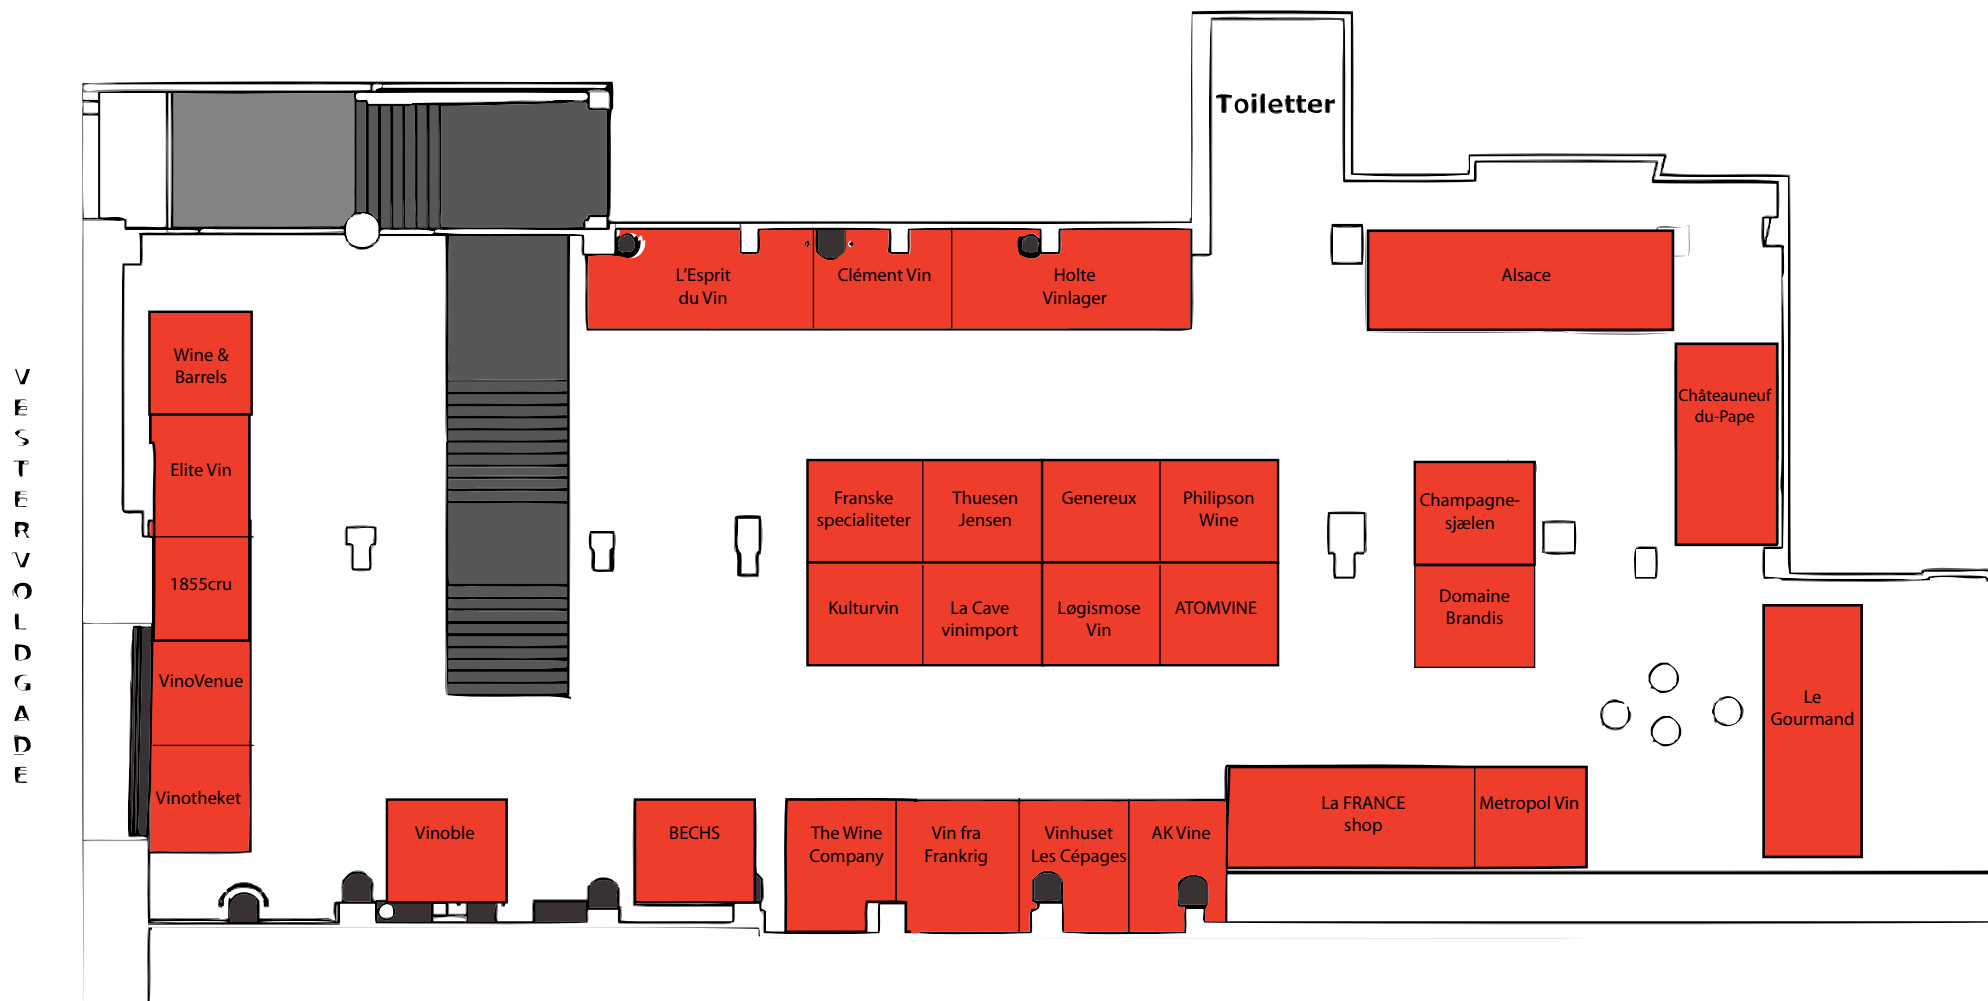 Toiletter
VESTERVOLDGADE
L'Esprit
du Vin
Clément Vin
Holte
Vinlager
Alsace
Wine &
Barrels
Elite Vin
1855cru
VinoVenue
Vinotheket
Châteauneuf
du-Pape
Franske
specialiteter
Thuesen
Jensen
Genereux
Philipson
Wine
Kulturvin
La Cave
vinimport
Løgismose
Vin
ATOMVINE
Champagne-
sjælen
Domaine
Brandis
Le
Gourmand
Vinoble
BECHS
The Wine
Company
Vin fra
Frankrig
Vinhuset
Les Cépages
AK Vine
La FRANCE
shop
Metropol Vin